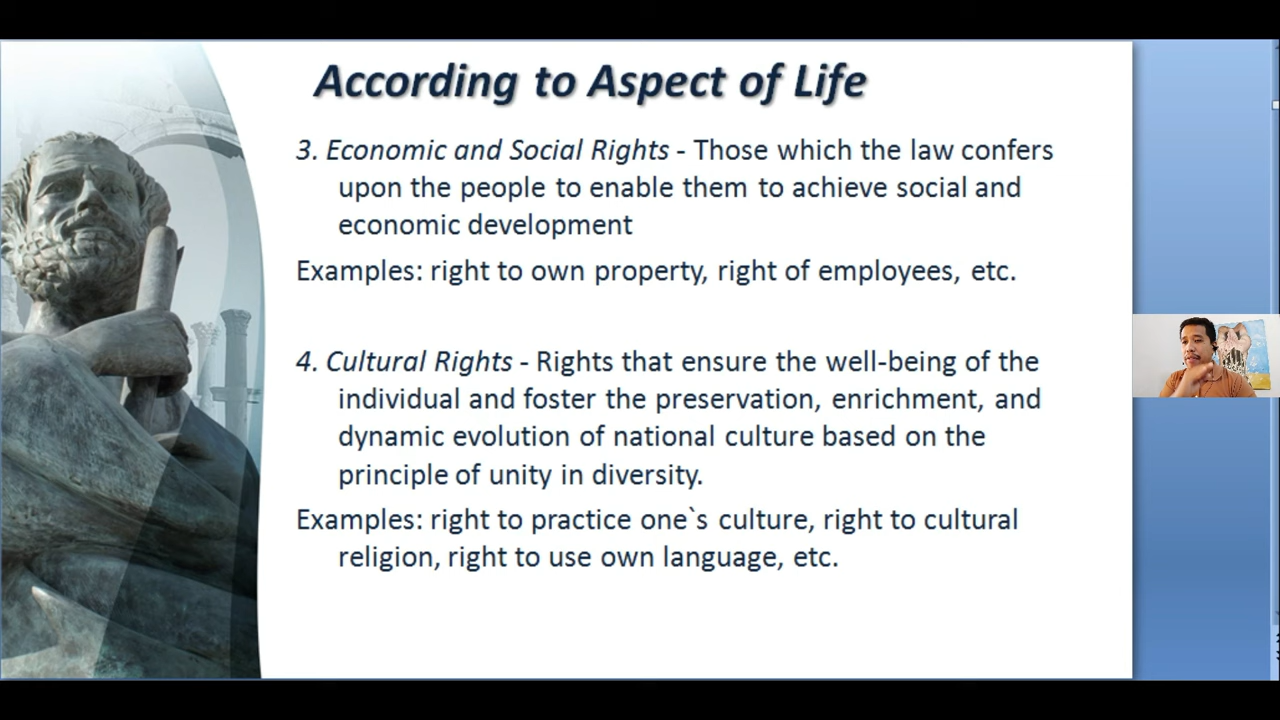 According to Aspect of Life
3. Economic and Social Rights - Those which the law confers
upon the people to enable them to achieve social and
economic development
Examples: right to own property, right of employees, etc.
4. Cultural Rights - Rights that ensure the well-being of the
individual and foster the preservation, enrichment, and
dynamic evolution of national culture based on the
principle of unity in diversity.
Examples: right to practice one`s culture, right to cultural
religion, right to use own language, etc.